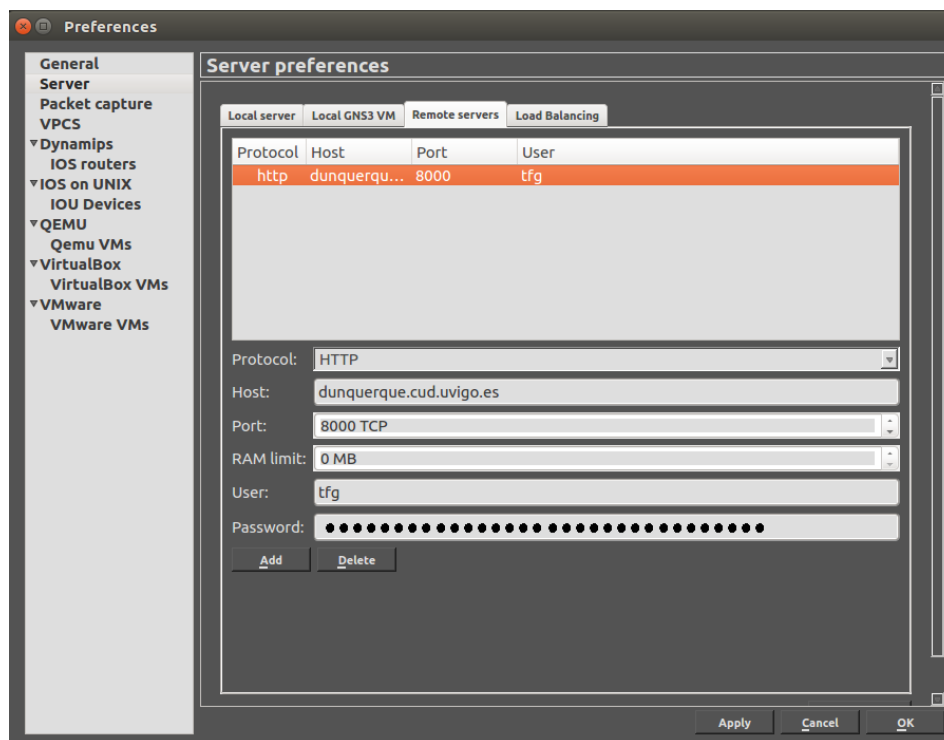 Preferences
General
Server
Packet capture
VPCS
Dynamips
IOS routers
IOS on UNIX
IOU Devices
QEMU
Qemu VMs
VirtualBox
VirtualBox VMs
VMware
VMware VMs
Server preferences
Local server Local GNS3 VM Remote servers Load Balancing
Protocol Host Port User
http dunquerqu... 8000 tfg
Protocol: HTTP
Host: dunquerque.cud.uvigo.es
Port: 8000 TCP
RAM limit: 0 MB
User: tfg
Password:
Add Delete
Apply Cancel OK